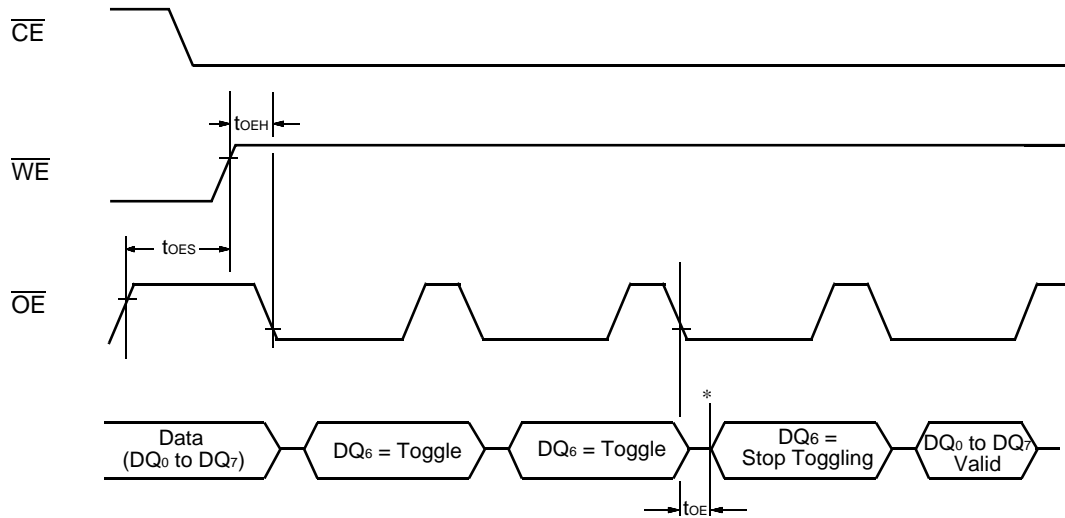 CE
tOEH
WE
tOES
OE
*
Data
(DQ0 to DQ7)
DQ6 = Toggle
DQ6 = Toggle
DQ6 =
Stop Toggling
DQ0 to DQ7
Valid
tOE